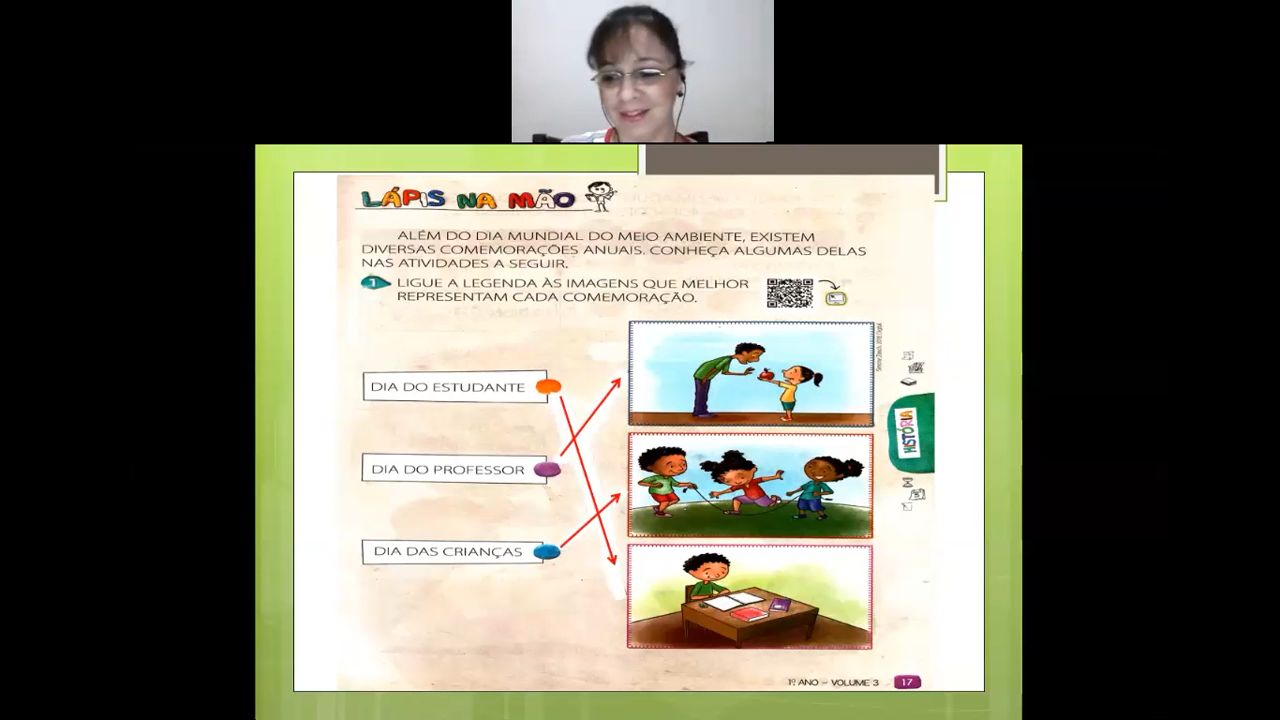 LÁPIS NA MÃO
ALÉM DO DIA MUNDIAL DO MEIO AMBIENTE, EXISTEM
DIVERSAS COMEMORAÇÕES ANUAIS. CONHEÇA ALGUMAS DELAS
NAS ATIVIDADES A SEGUIR.
1 LIGUE A LEGENDA ÀS IMAGENS QUE MELHOR
REPRESENTAM CADA COMEMORAÇÃO.
DIA DO ESTUDANTE
DIA DO PROFESSOR
DIA DAS CRIANÇAS
HISTÓRIA
1º. ANO – VOLUME 3 17